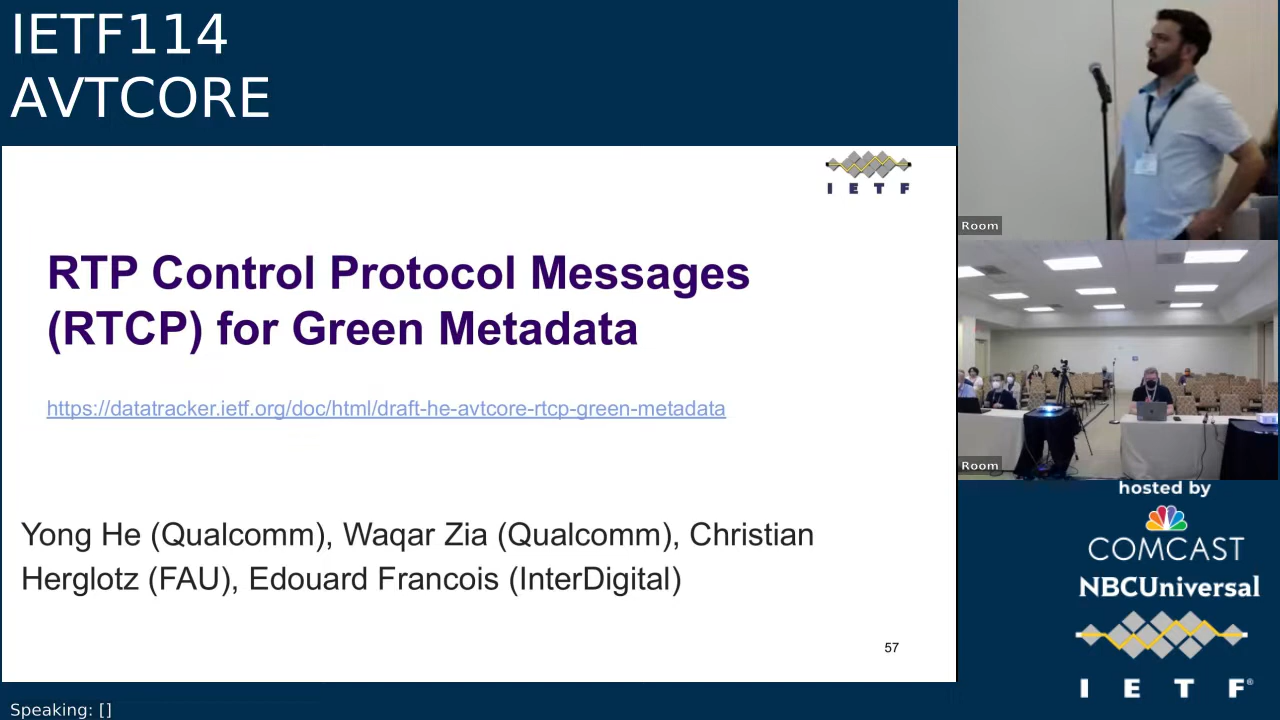 IETF114
AVTCORE
I E T F
RTP Control Protocol Messages
(RTCP) for Green Metadata
https://datatracker.ietf.org/doc/html/draft-he-avtcore-rtcp-green-metadata
Yong He (Qualcomm), Waqar Zia (Qualcomm), Christian
Herglotz (FAU), Edouard Francois (InterDigital)
57
Speaking: []
Room
Room
hosted by
COMCAST
NBCUniversal
I E T F®